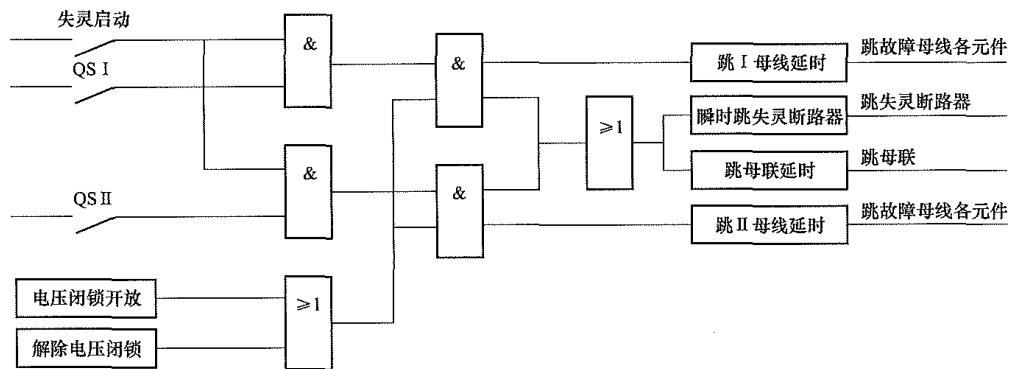 失灵启动
&
跳故障母线各元件
&
跳Ⅰ母线延时
QSⅠ
跳失灵断路器
瞬时跳失灵断路器
≥1
跳母联
&
跳母联延时
QSⅡ
&
跳故障母线各元件
跳Ⅱ母线延时
电压闭锁开放
≥1
解除电压闭锁